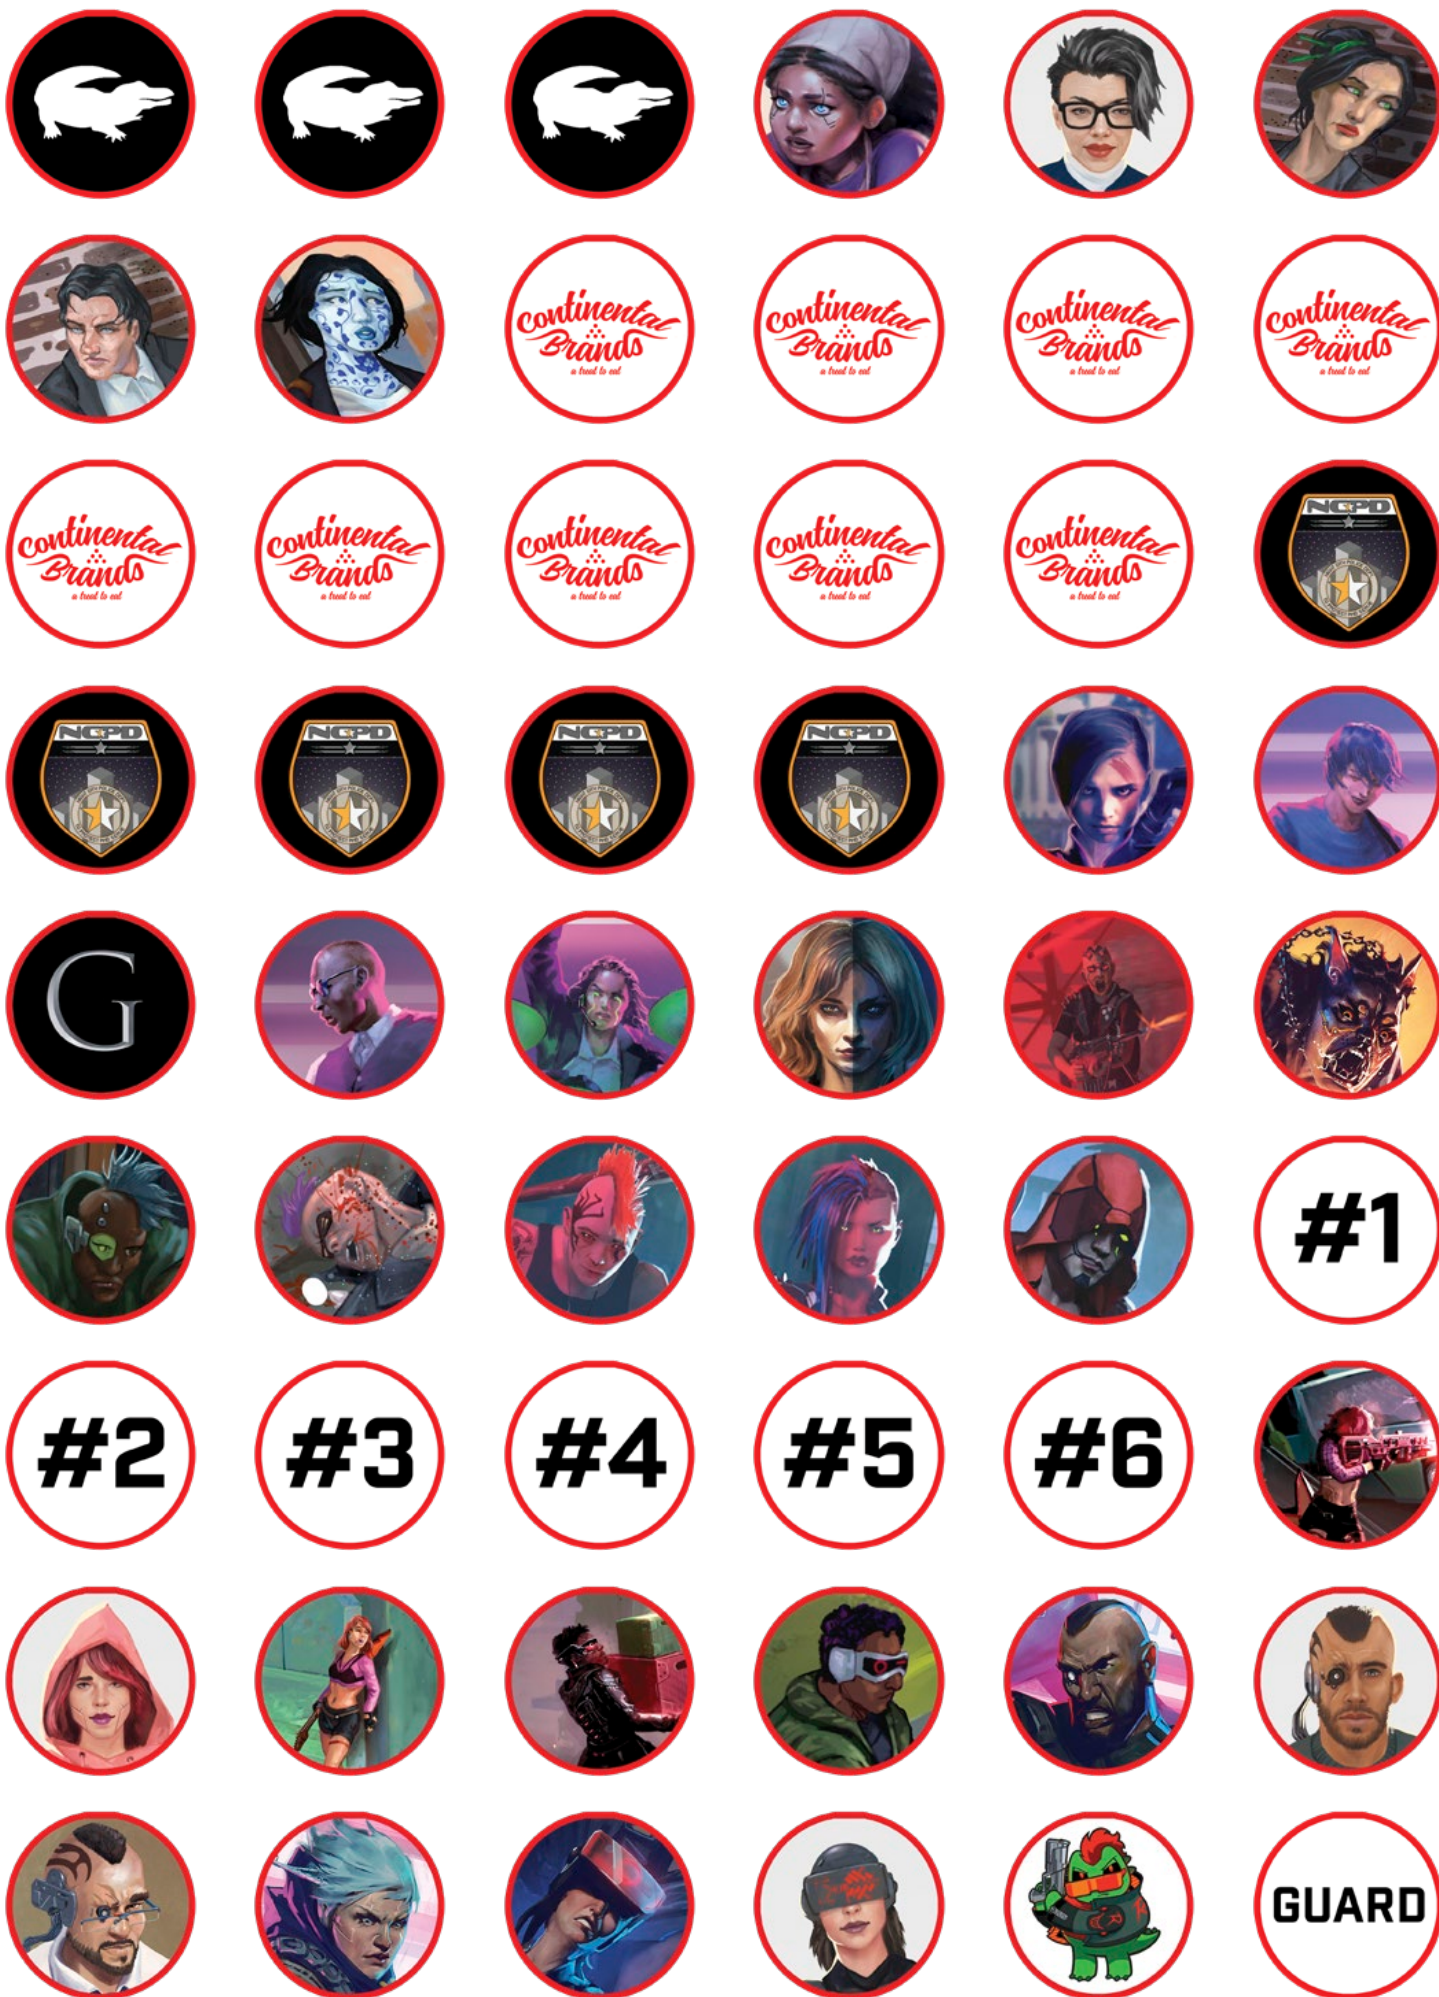 Continental
Brands
a treat to eat
Continental
Brands
a treat to eat
Continental
Brands
a treat to eat
Continental
Brands
a treat to eat
Continental
Brands
a treat to eat
Continental
Brands
a treat to eat
Continental
Brands
a treat to eat
Continental
Brands
a treat to eat
Continental
Brands
a treat to eat
NCPD
NCPD
NCPD
NCPD
NCPD
G
#1
#2
#3
#4
#5
#6
GUARD